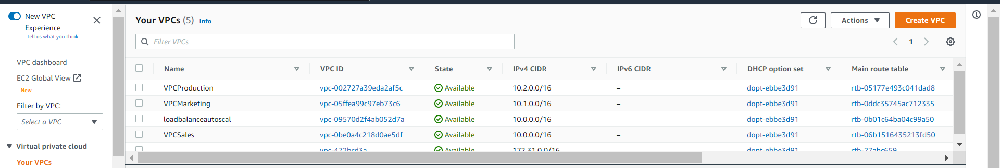 New VPC
Experience
Tell us what you think
VPC dashboard
EC2 Global View
New
Filter by VPC:
Select a VPC
Virtual private cloud
Your VPCs
Your VPCs (5) Info
Actions
Create VPC
Filter VPCs
1
Name VPC ID State IPv4 CIDR IPv6 CIDR DHCP option set Main route table
VPCProduction vpc-002727a39eda2af5c Available 10.2.0.0/16 – dopt-ebbe3d91 rtb-05177e493c041dad8
VPCMarketing vpc-05ffea99c97eb73c6 Available 10.1.0.0/16 – dopt-ebbe3d91 rtb-0ddc35745ac712335
loadbalanceautoscal vpc-09570d2f4ab052d7a Available 10.0.0.0/16 – dopt-ebbe3d91 rtb-0b01c64ba04c99a50
VPCSales vpc-0be0a4c218d0ae5df Available 10.0.0.0/16 – dopt-ebbe3d91 rtb-06b1516435213fd50
– vpc-472bcd3a Available 172.31.0.0/16 – dopt-ebbe3d91 rtb-27abc659